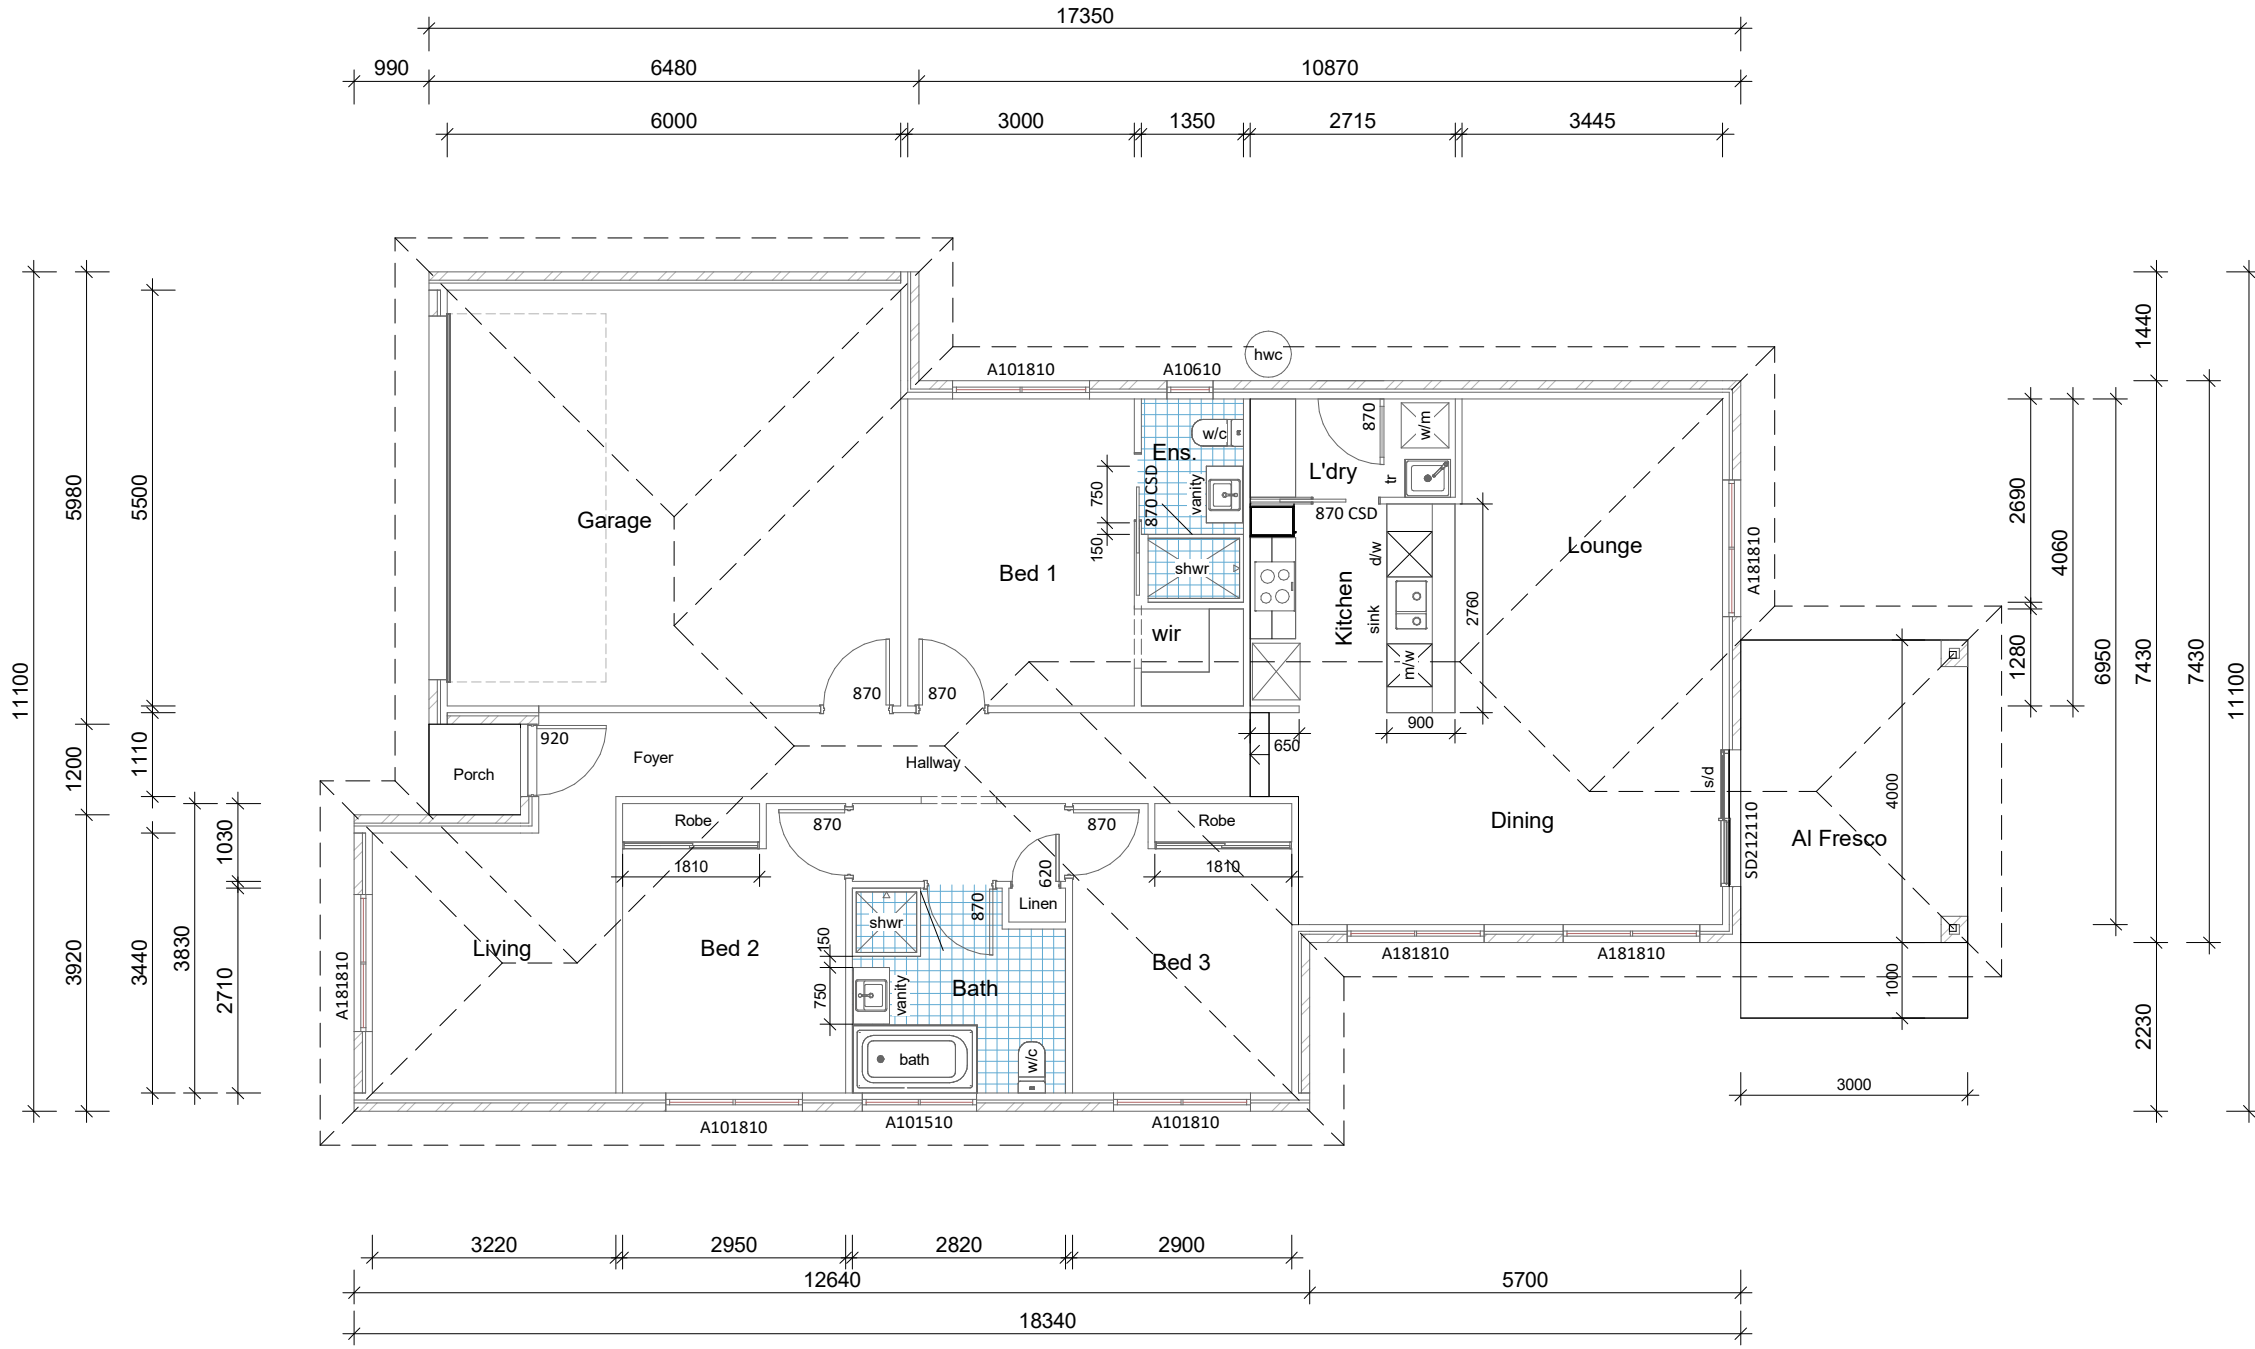 17350
990 6480 10870
6000 3000 1350 2715 3445
11100
5980
1200
3920
5500
1110
3440
3830
1030
2710
hwc
A101810 A10610
870
w/m
w/c
Ens.
L'dry
tr
870 CSD
vanity
750
150
870 CSD
Garage
Bed 1
shwr
wir
Kitchen
d/w
sink
m/w
2760
900
650
Lounge
A181810
870 870
920
Porch
Foyer
Hallway
s/d
SD212110
Dining
Al Fresco
4000
1000
3000
Robe
1810
870
870
Robe
1810
620
Linen
870
shwr
150
750
vanity
Living
Bed 2
Bath
Bed 3
bath
w/c
A181810
A181810 A181810
A101810 A101510 A101810
2690
1280
4060
6950
1440
7430
2230
7430
11100
3220 2950 2820 2900
12640 5700
18340